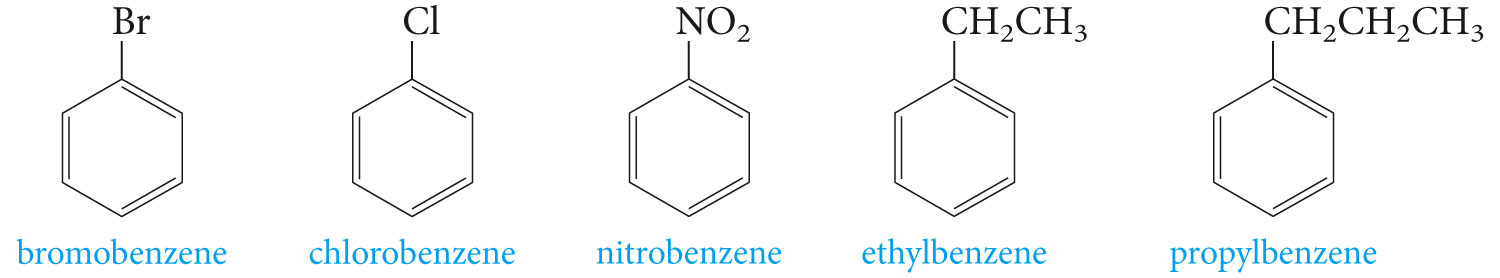 Br Cl NO₂ CH₂CH₃ CH₂CH₂CH₃
bromobenzene chlorobenzene nitrobenzene ethylbenzene propylbenzene